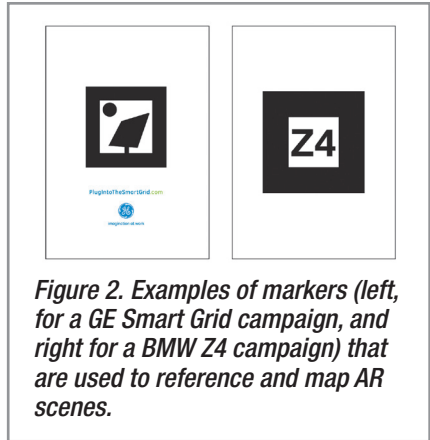 PlugIntoTheSmartGrid.com
imagination at work
Z4
Figure 2. Examples of markers (left,
for a GE Smart Grid campaign, and
right for a BMW Z4 campaign) that
are used to reference and map AR
scenes.